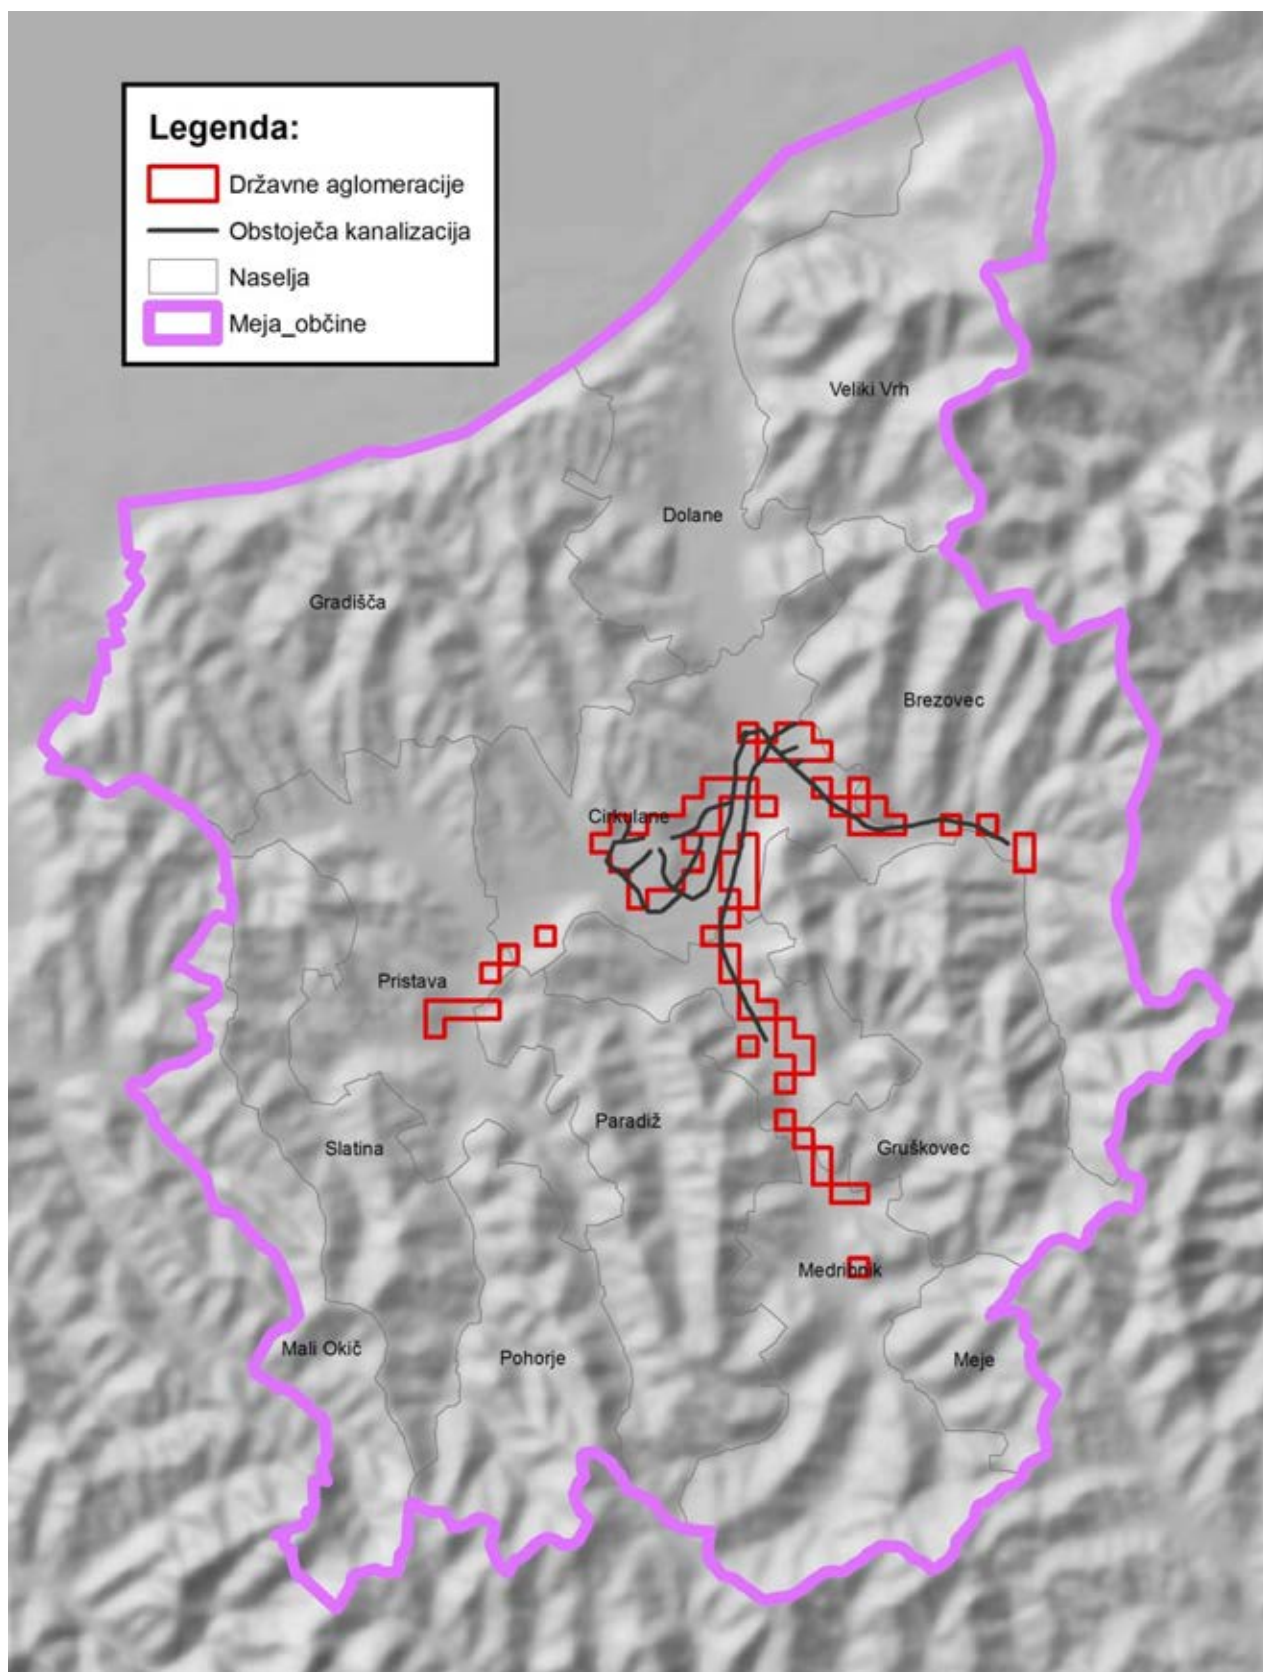 Legenda:
Državne aglomeracije
Obstoječa kanalizacija
Naselja
Meja_občine
Veliki Vrh
Dolane
Gradišča
Brezovec
Cirkulane
Pristava
Paradiž
Slatina
Gruškovec
Medribnik
Mali Okič
Pohorje
Meje